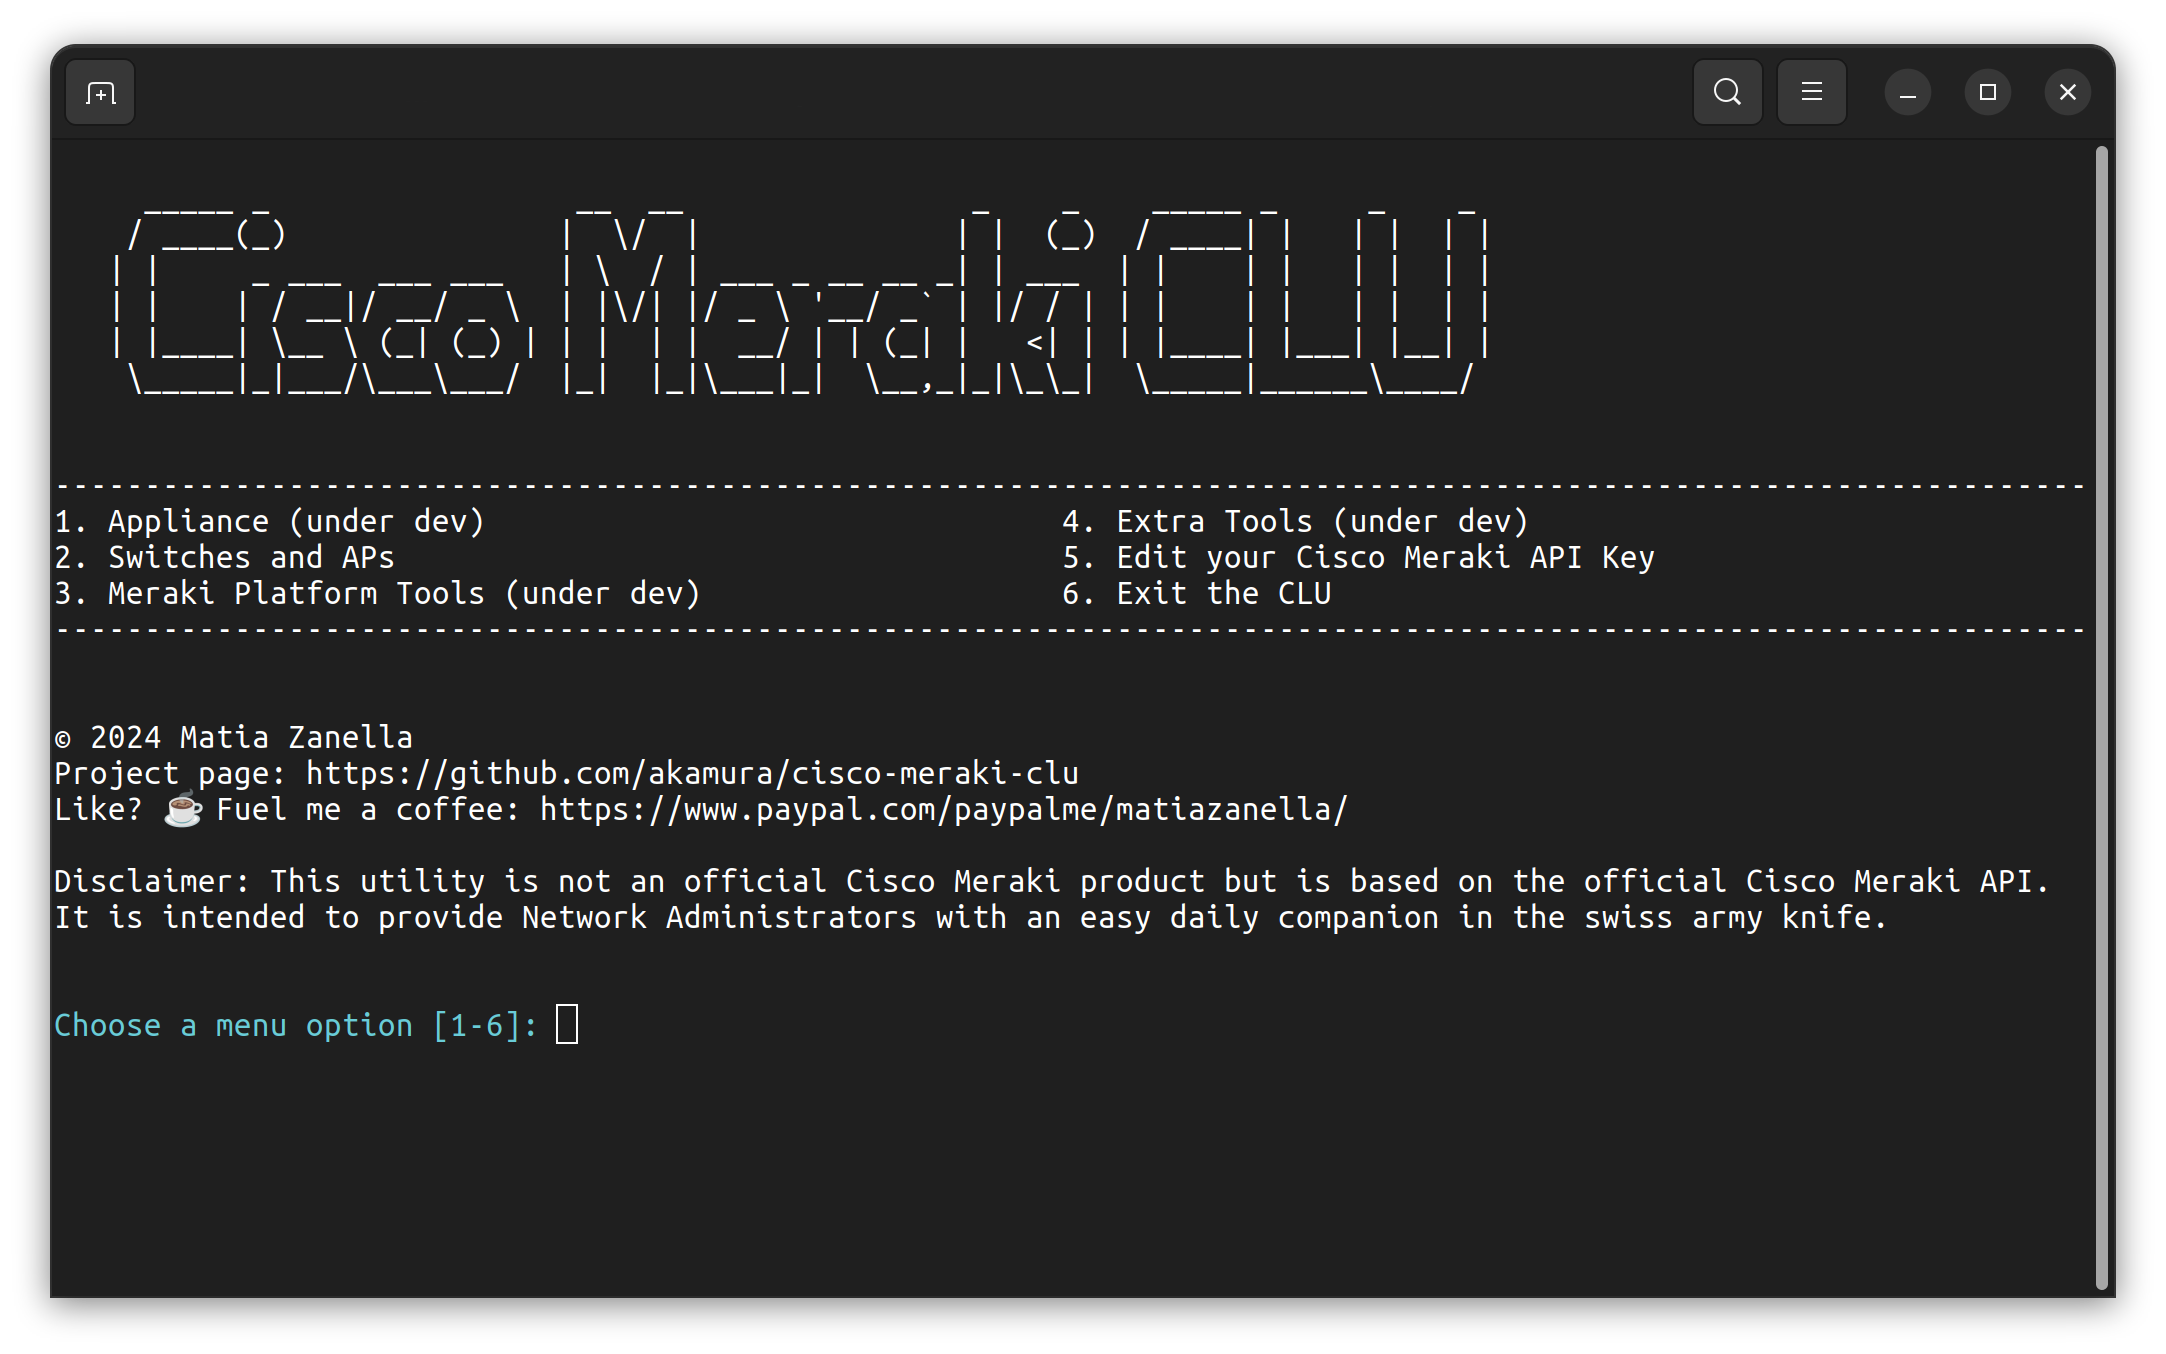 Cisco Meraki CLU
1. Appliance (under dev)
2. Switches and APs
3. Meraki Platform Tools (under dev)
4. Extra Tools (under dev)
5. Edit your Cisco Meraki API Key
6. Exit the CLU
© 2024 Matia Zanella
Project page: https://github.com/akamura/cisco-meraki-clu
Like? ☕ Fuel me a coffee: https://www.paypal.com/paypalme/matiazanella/
Disclaimer: This utility is not an official Cisco Meraki product but is based on the official Cisco Meraki API.
It is intended to provide Network Administrators with an easy daily companion in the swiss army knife.
Choose a menu option [1-6]: